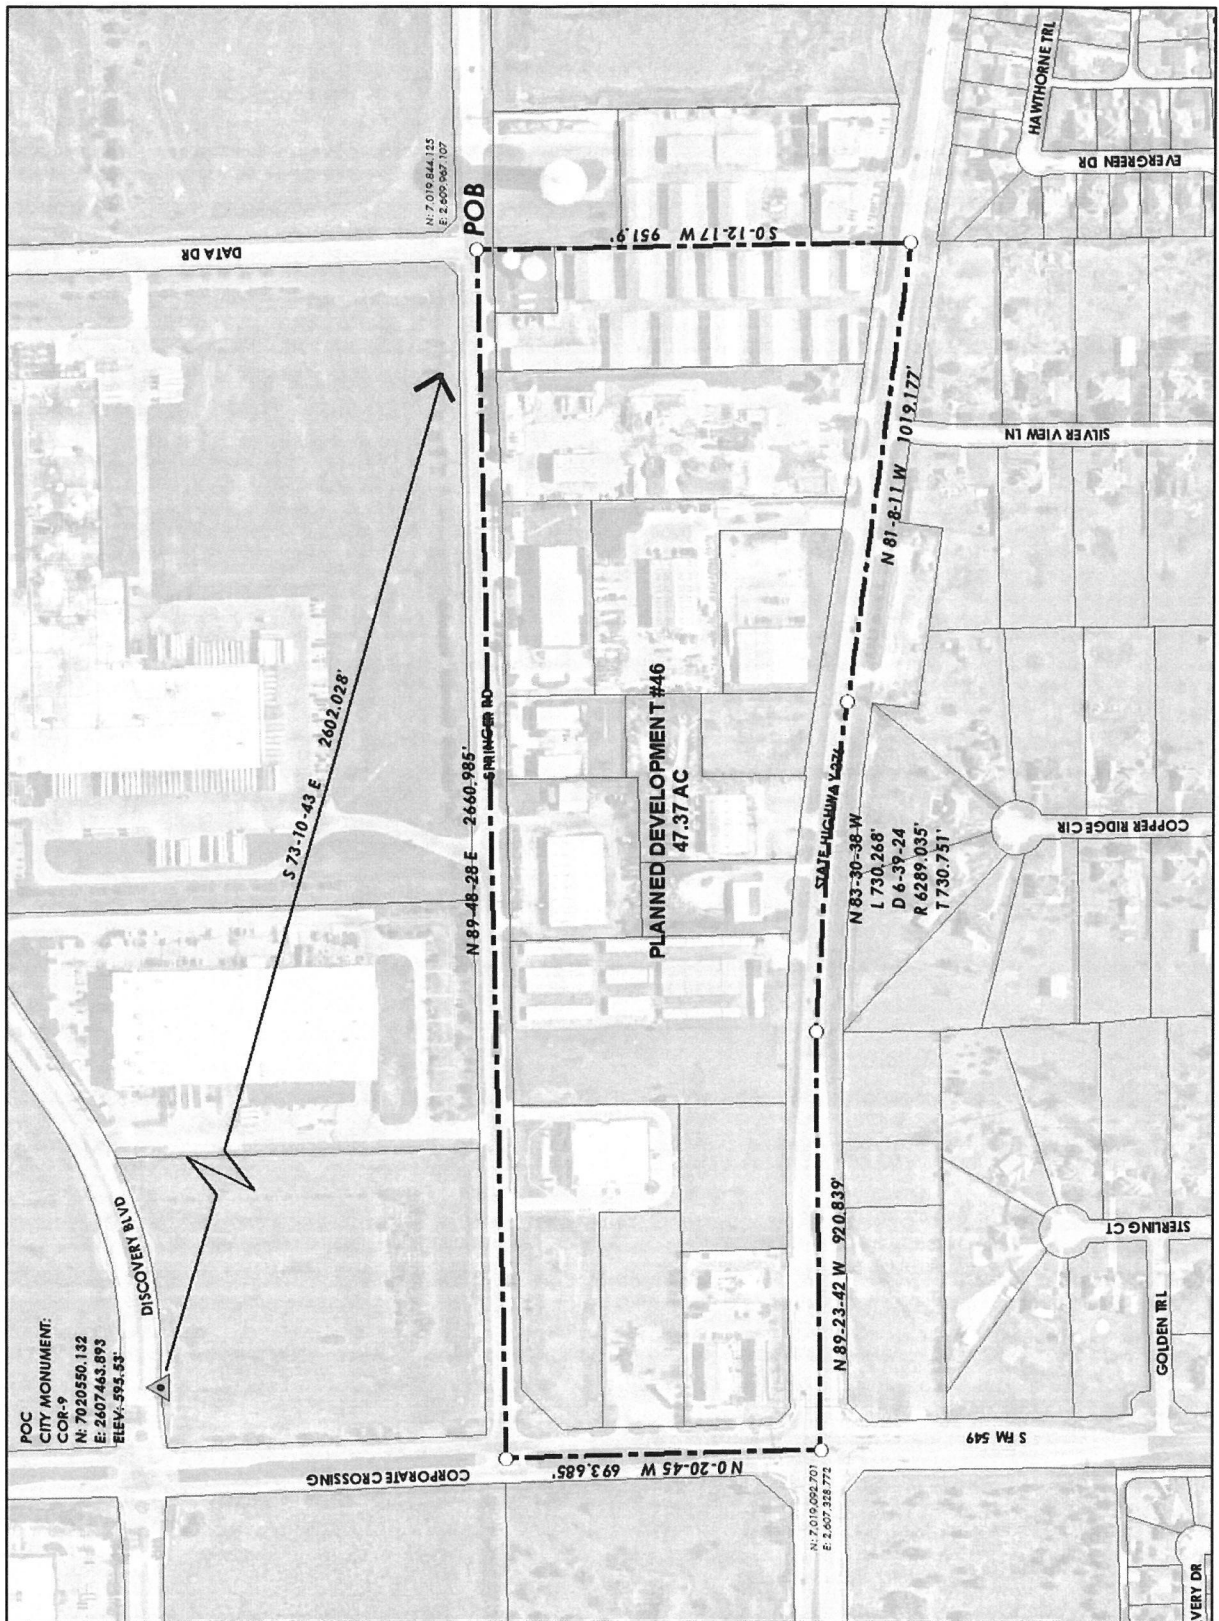 POC
CITY MONUMENT:
COR-9
N: 7020550.132
E: 2607463.893
ELEV: 595.53'
DISCOVERY BLVD
S 73-10-43 E 2602.028'
DATA DR
N: 7,019,844.125
E: 2,609,967.107
POB
CORPORATE CROSSING
N 89-48-28 E 2660.985'
SPRINGER RD
S 0-12-17 W 951.9'
PLANNED DEVELOPMENT #46
47.37 AC
N 0-20-45 W 693.685'
N: 7,019,092.701
E: 2,607,328.772
N 89-23-42 W 920.839'
STATE HIGHWAY 276
N 83-30-38 W
L 730.268'
D 6-39-24
R 6289.035'
T 730.751'
N 81-8-11 W 1019.177'
S FM 549
GOLDEN TRL
STERLING CT
COPPER RIDGE CIR
SILVER VIEW LN
EVERGREEN DR
HAWTHORNE TRL
VERY DR